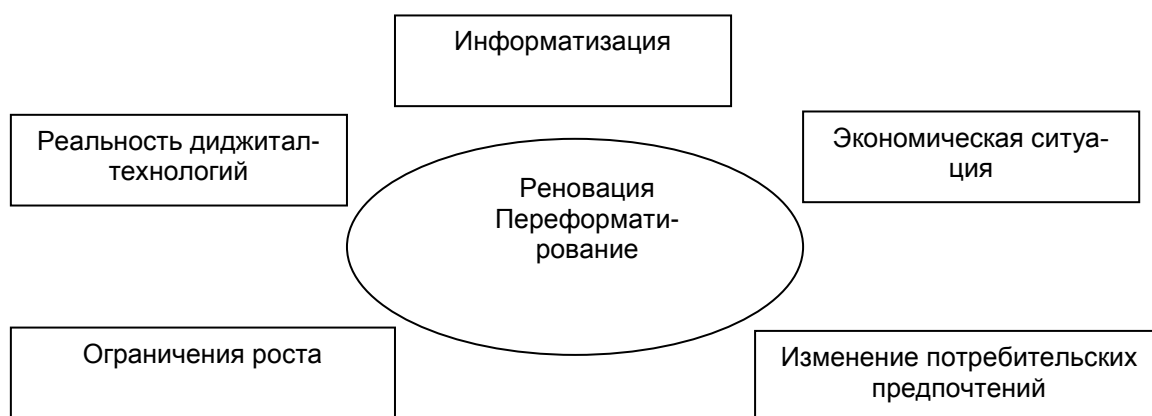 Информатизация
Реальность диджитал-
технологий
Экономическая ситуа-
ция
Реновация
Переформати-
рование
Ограничения роста
Изменение потребительских
предпочтений